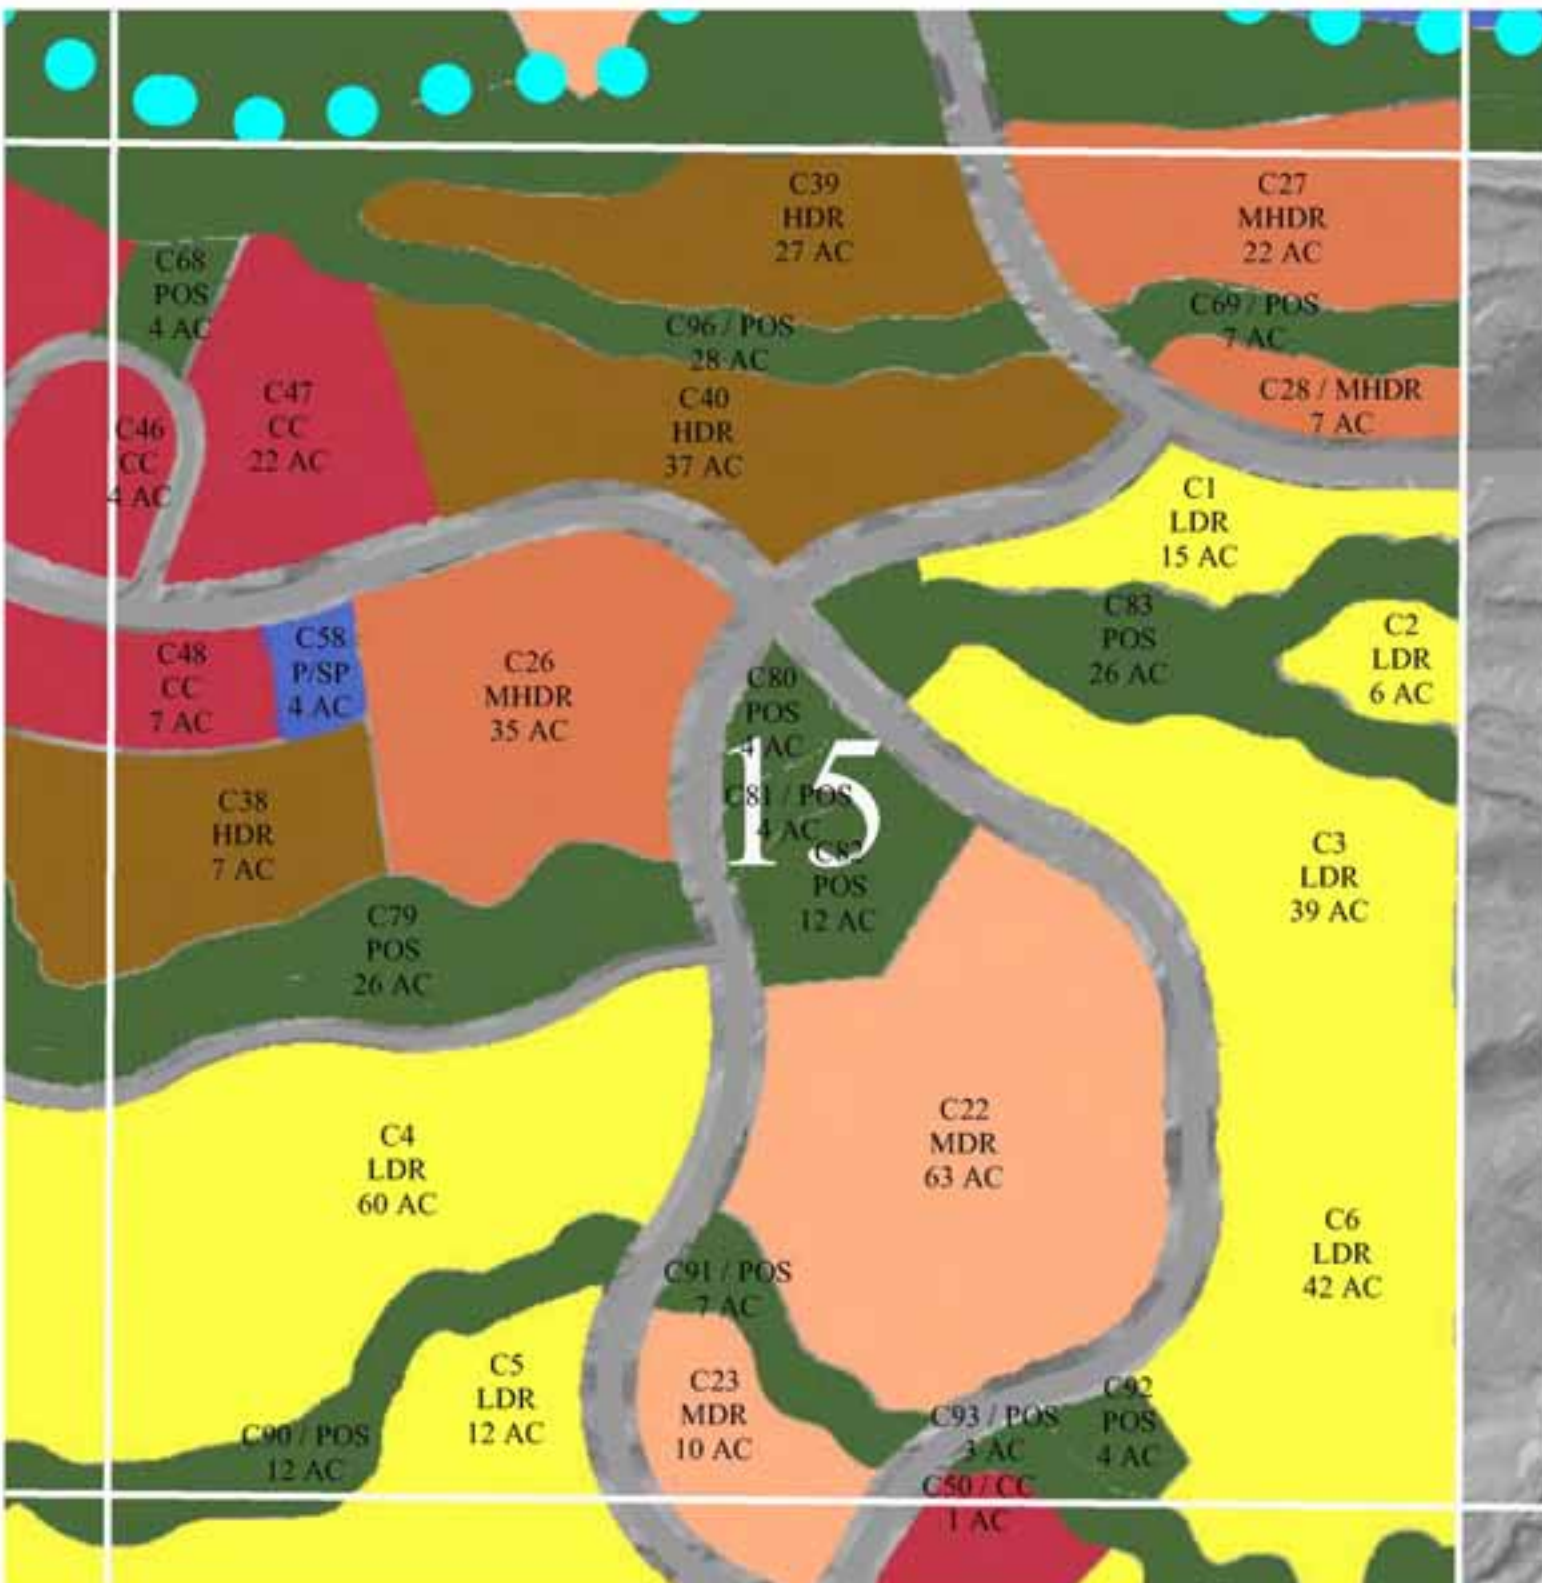 C39
HDR
27 AC
C27
MHDR
22 AC
C68
POS
4 AC
C69 / POS
7 AC
C96 / POS
28 AC
C28 / MHDR
7 AC
C47
CC
22 AC
C40
HDR
37 AC
C46
CC
4 AC
C1
LDR
15 AC
C83
POS
26 AC
C2
LDR
6 AC
C48
CC
7 AC
C58
P/SP
4 AC
C26
MHDR
35 AC
C80
POS
4 AC
15
C81 / POS
4 AC
C82
POS
12 AC
C38
HDR
7 AC
C3
LDR
39 AC
C79
POS
26 AC
C4
LDR
60 AC
C22
MDR
63 AC
C6
LDR
42 AC
C91 / POS
7 AC
C5
LDR
12 AC
C23
MDR
10 AC
C92
POS
4 AC
C93 / POS
3 AC
C90 / POS
12 AC
C50 / CC
1 AC